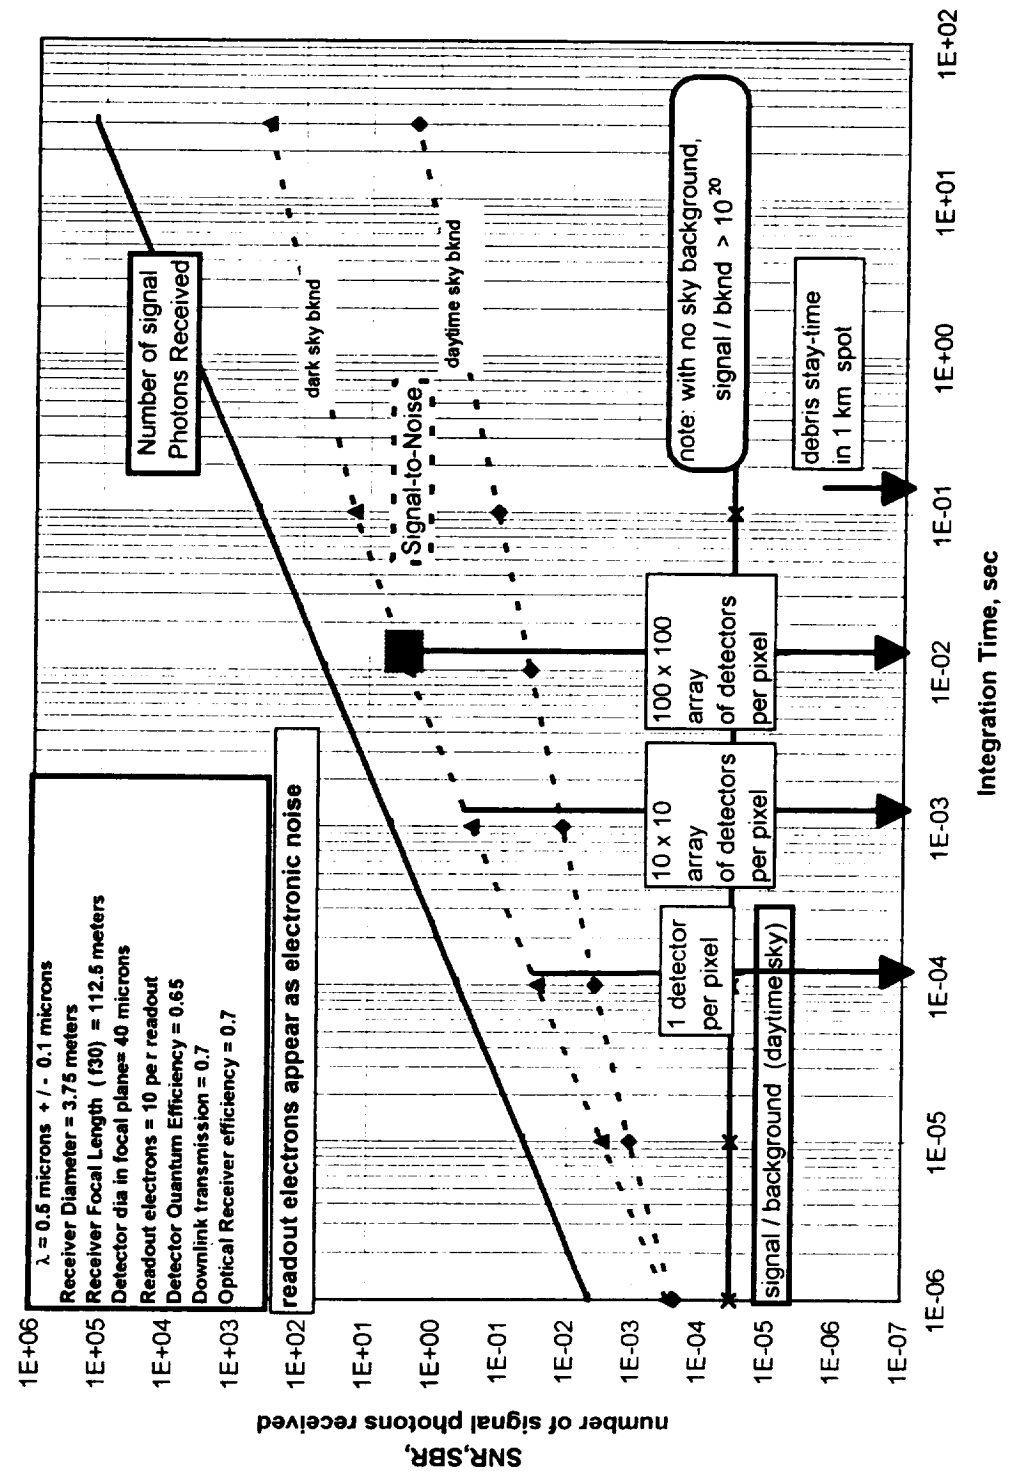 λ = 0.5 microns + / - 0.1 microns
Receiver Diameter = 3.75 meters
Receiver Focal Length ( f30) = 112.5 meters
Detector dia in focal plane= 40 microns
Readout electrons = 10 per readout
Detector Quantum Efficiency = 0.65
Downlink transmission = 0.7
Optical Receiver efficiency = 0.7
readout electrons appear as electronic noise
Number of signal
Photons Received
dark sky bknd
Signal-to-Noise
daytime sky bknd
note: with no sky background,
signal / bknd > 10²⁰
debris stay-time
in 1 km spot
100 x 100
array
of detectors
per pixel
10 x 10
array
of detectors
per pixel
1 detector
per pixel
signal / background (daytime sky)
SNR,SBR,
number of signal photons received
1E+06
1E+05
1E+04
1E+03
1E+02
1E+01
1E+00
1E-01
1E-02
1E-03
1E-04
1E-05
1E-06
1E-07
1E-06
1E-05
1E-04
1E-03
1E-02
1E-01
1E+00
1E+01
1E+02
Integration Time, sec